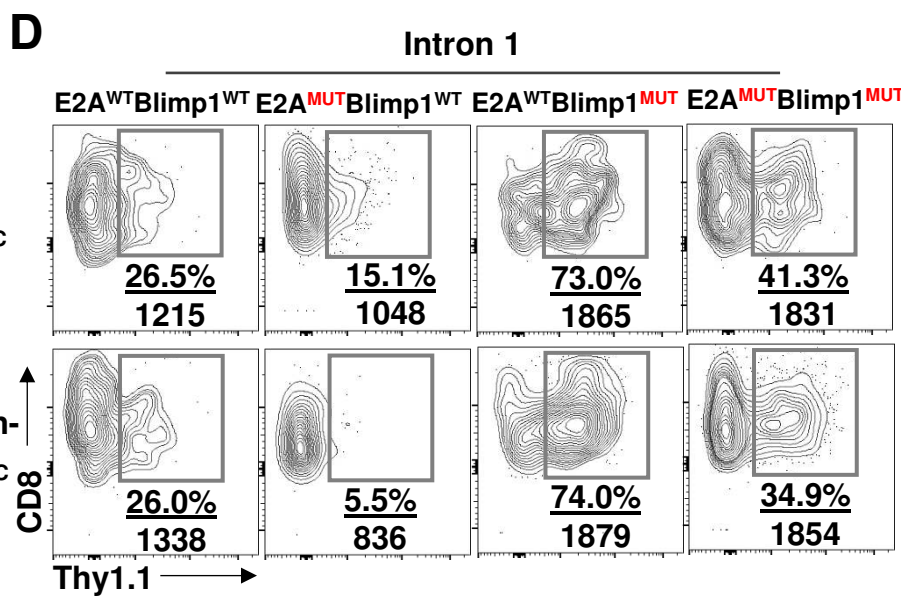 D
Intron 1
E2AWTBlimp1WT E2AMUTBlimp1WT E2AWTBlimp1MUT E2AMUTBlimp1MUT
c
26.5% 15.1% 73.0% 41.3%
1215 1048 1865 1831
n-
c
CD8
26.0% 5.5% 74.0% 34.9%
1338 836 1879 1854
Thy1.1